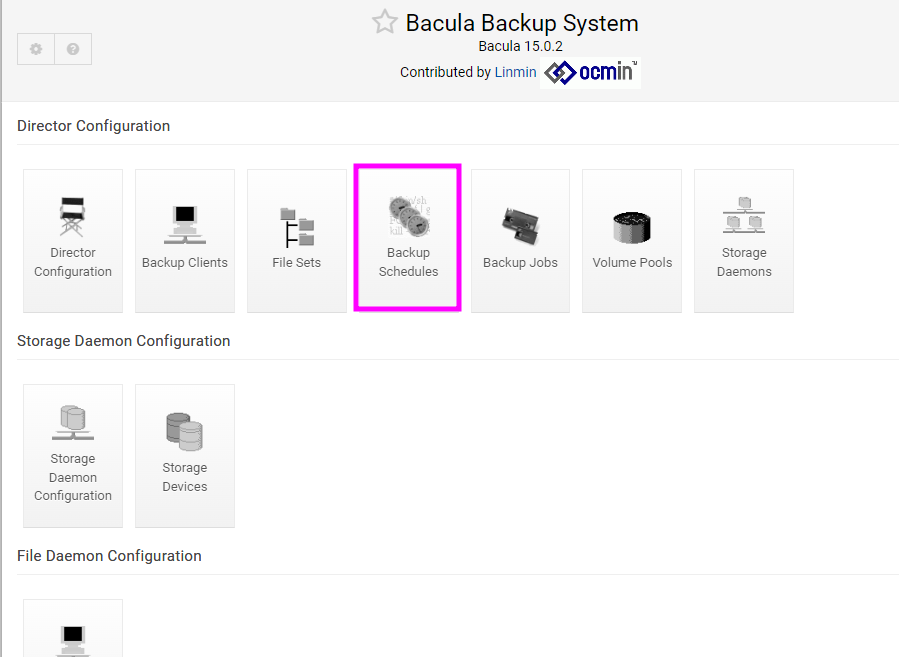 Bacula Backup System
Bacula 15.0.2
Contributed by Linmin ocmin™
Director Configuration
Director
Configuration
Backup Clients
File Sets
Backup
Schedules
Backup Jobs
Volume Pools
Storage
Daemons
Storage Daemon Configuration
Storage
Daemon
Configuration
Storage
Devices
File Daemon Configuration